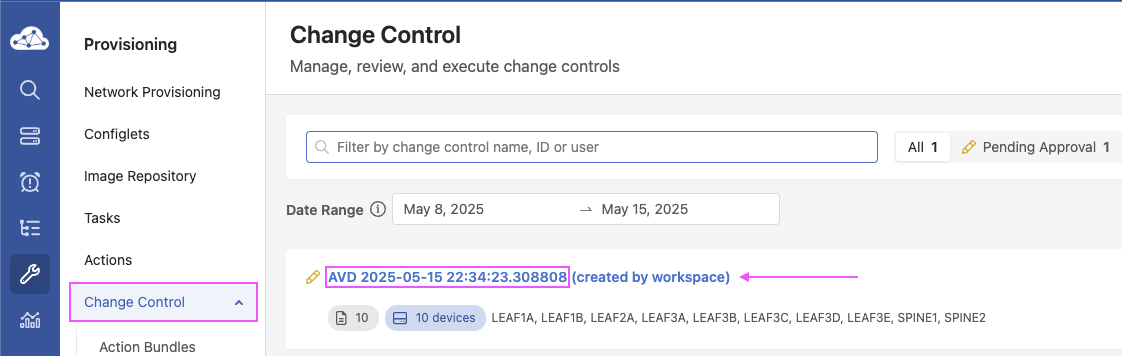 Provisioning
Network Provisioning
Configlets
Image Repository
Tasks
Actions
Change Control
Action Bundles
Change Control
Manage, review, and execute change controls
Filter by change control name, ID or user
All 1
Pending Approval 1
Date Range
May 8, 2025 → May 15, 2025
AVD 2025-05-15 22:34:23.308808 (created by workspace)
10 10 devices LEAF1A, LEAF1B, LEAF2A, LEAF3A, LEAF3B, LEAF3C, LEAF3D, LEAF3E, SPINE1, SPINE2